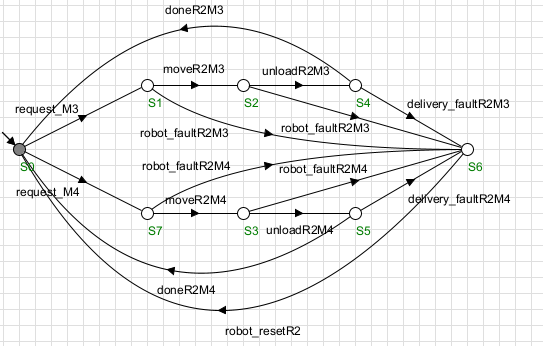 doneR2M3
moveR2M3
unloadR2M3
S1
S2
S4
request_M3
delivery_faultR2M3
robot_faultR2M3
robot_faultR2M3
S0
S6
robot_faultR2M4
robot_faultR2M4
request_M4
moveR2M4
delivery_faultR2M4
S7
S3
S5
unloadR2M4
doneR2M4
robot_resetR2